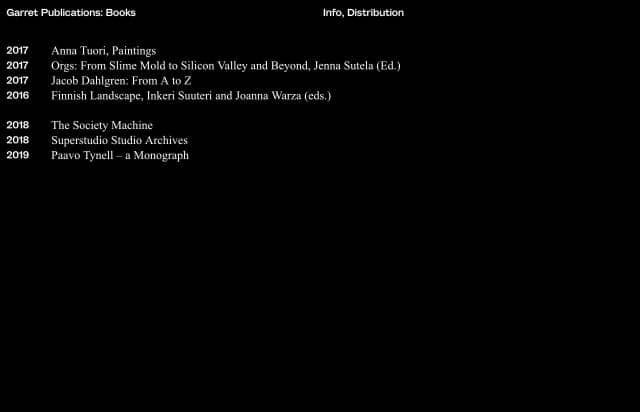 Garret Publications: Books
Info, Distribution
2017 Anna Tuori, Paintings
2017 Orgs: From Slime Mold to Silicon Valley and Beyond, Jenna Sutela (Ed.)
2017 Jacob Dahlgren: From A to Z
2016 Finnish Landscape, Inkeri Suuteri and Joanna Warza (eds.)
2018 The Society Machine
2018 Superstudio Studio Archives
2019 Paavo Tynell – a Monograph